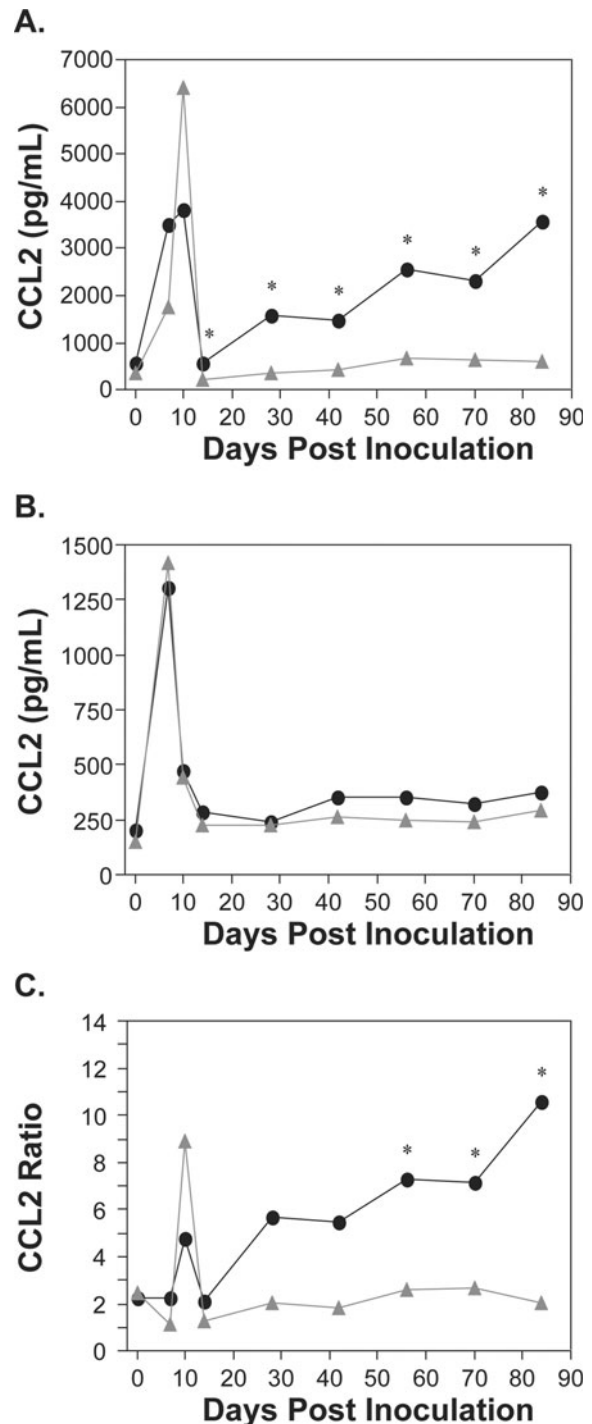 A.
7000
6000
5000
4000
3000
2000
1000
0
CCL2 (pg/mL)
* * * * * * *
0 10 20 30 40 50 60 70 80 90
Days Post Inoculation
B.
1500
1250
1000
750
500
250
0
CCL2 (pg/mL)
0 10 20 30 40 50 60 70 80 90
Days Post Inoculation
C.
14
12
10
8
6
4
2
0
CCL2 Ratio
* * *
0 10 20 30 40 50 60 70 80 90
Days Post Inoculation